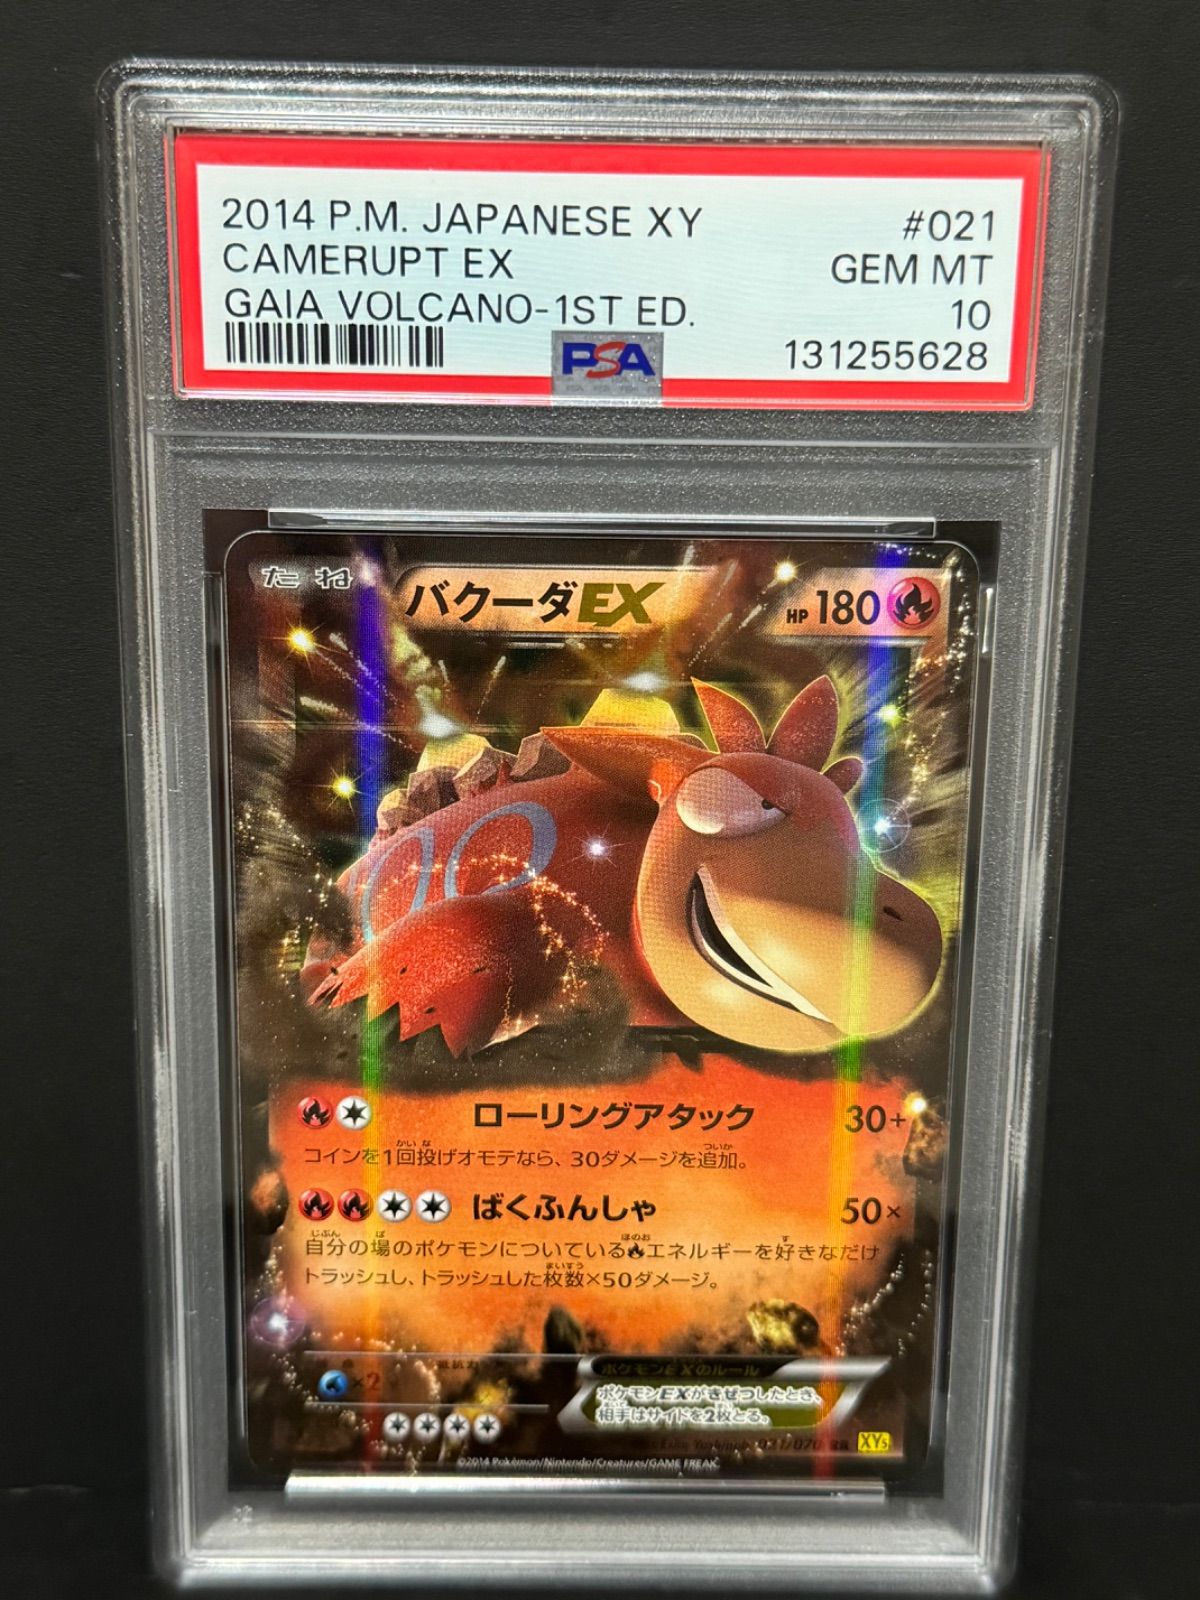 2014 P.M. JAPANESE XY #021
CAMERUPT EX GEM MT
GAIA VOLCANO-1ST ED. 10
PSA 131255628
たね バクーダEX HP180
ローリングアタック 30+
コインを1回投げオモテなら、30ダメージを追加。
ばくふんしゃ 50×
自分の場のポケモンについているエネルギーを好きなだけ
トラッシュし、トラッシュした枚数×50ダメージ。
抵抗力 ポケモンEXのルール
×2 ポケモンEXがきぜつしたとき、
相手はサイドを2枚とる。
021/070 RR XY5
©2014 Pokémon/Nintendo/Creatures/GAME FREAK